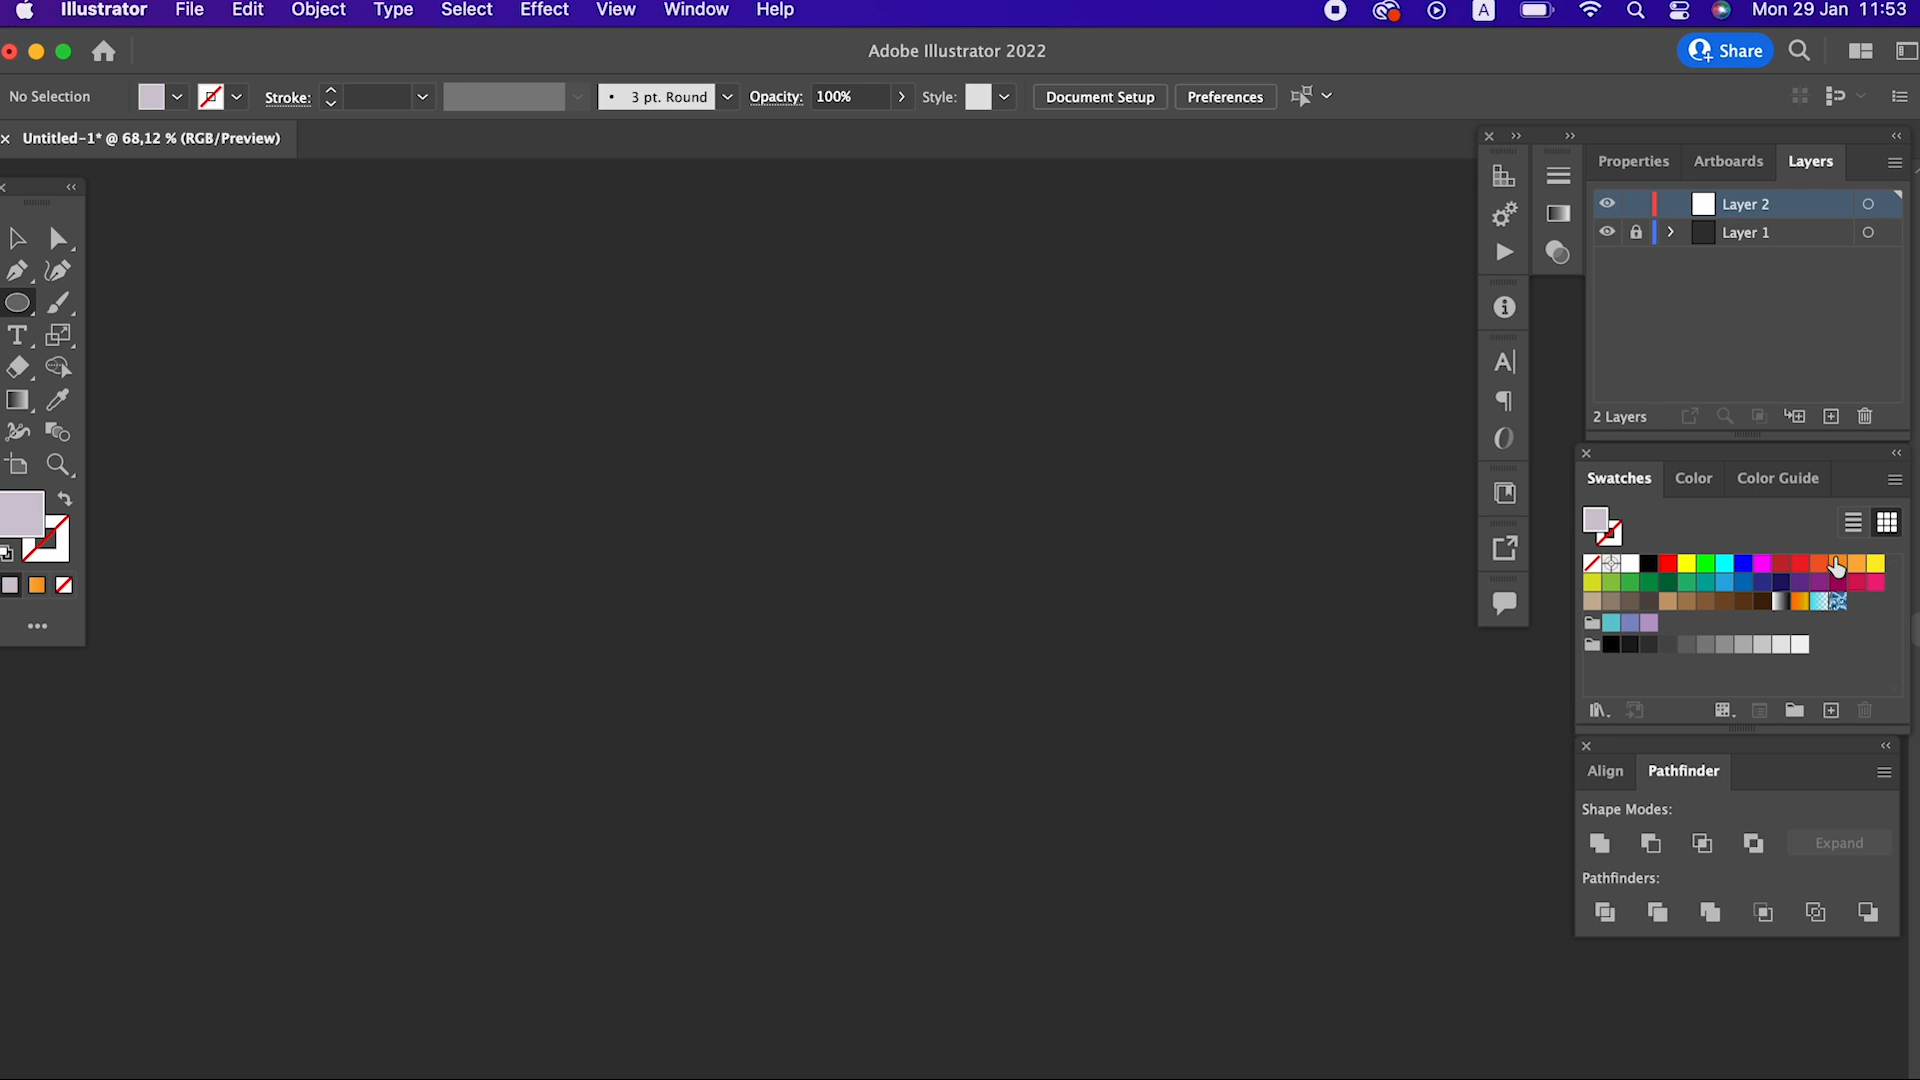 Illustrator File Edit Object Type Select Effect View Window Help A Mon 29 Jan 11:53
Adobe Illustrator 2022 Share
No Selection Stroke: 3 pt. Round Opacity: 100% Style: Document Setup Preferences
Untitled-1* @ 68,12 % (RGB/Preview)
Properties Artboards Layers
Layer 2
Layer 1
2 Layers
Swatches Color Color Guide
Align Pathfinder
Shape Modes:
Expand
Pathfinders: